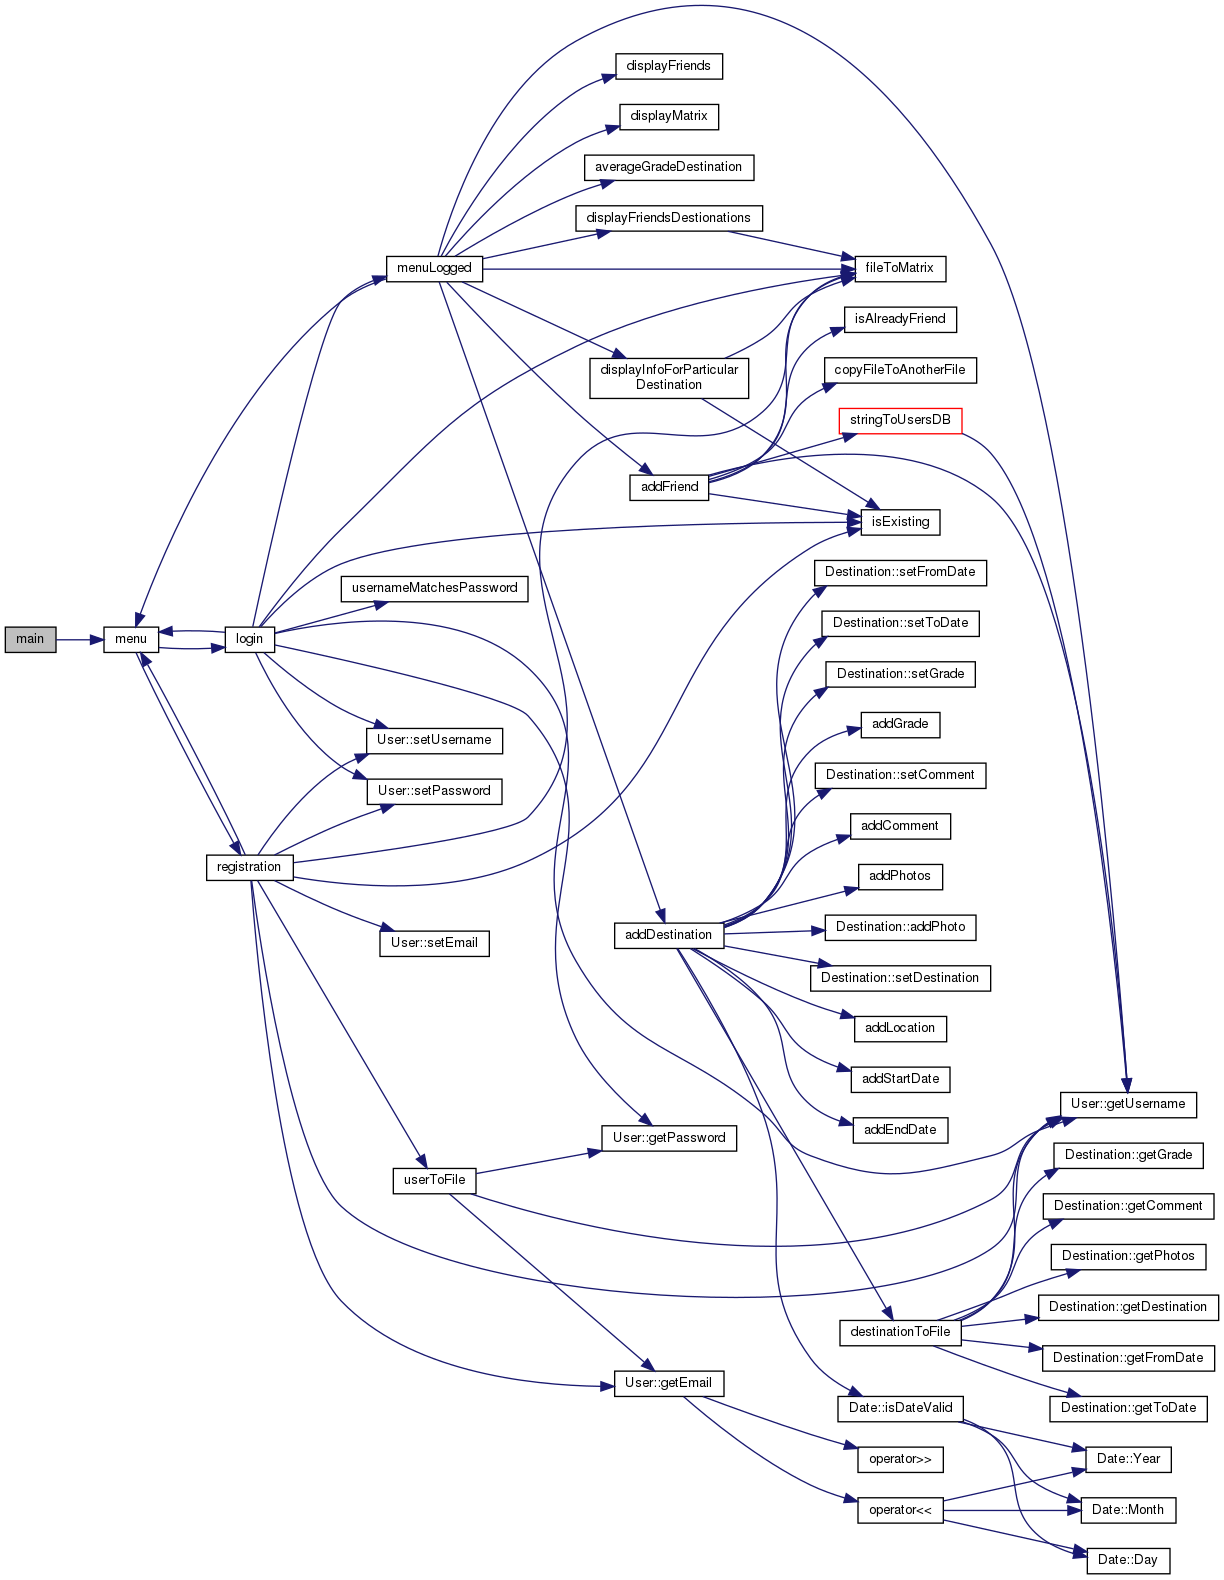 displayFriends
displayMatrix
averageGradeDestination
displayFriendsDestionations
menuLogged
fileToMatrix
isAlreadyFriend
displayInfoForParticular
Destination
copyFileToAnotherFile
stringToUsersDB
addFriend
isExisting
Destination::setFromDate
usernameMatchesPassword
Destination::setToDate
main
menu
login
Destination::setGrade
addGrade
User::setUsername
Destination::setComment
User::setPassword
addComment
registration
addPhotos
Destination::addPhoto
addDestination
User::setEmail
Destination::setDestination
addLocation
addStartDate
User::getUsername
addEndDate
User::getPassword
Destination::getGrade
userToFile
Destination::getComment
Destination::getPhotos
Destination::getDestination
destinationToFile
Destination::getFromDate
User::getEmail
Date::isDateValid
Destination::getToDate
operator>>
Date::Year
operator<<
Date::Month
Date::Day